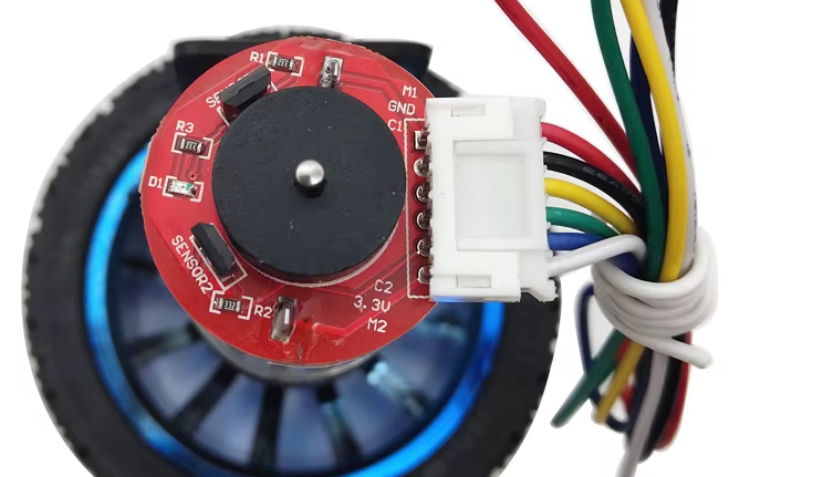 R1
M1
GND
C1
R3
D1
SENSOR2
C2
3.3V
R2
M2